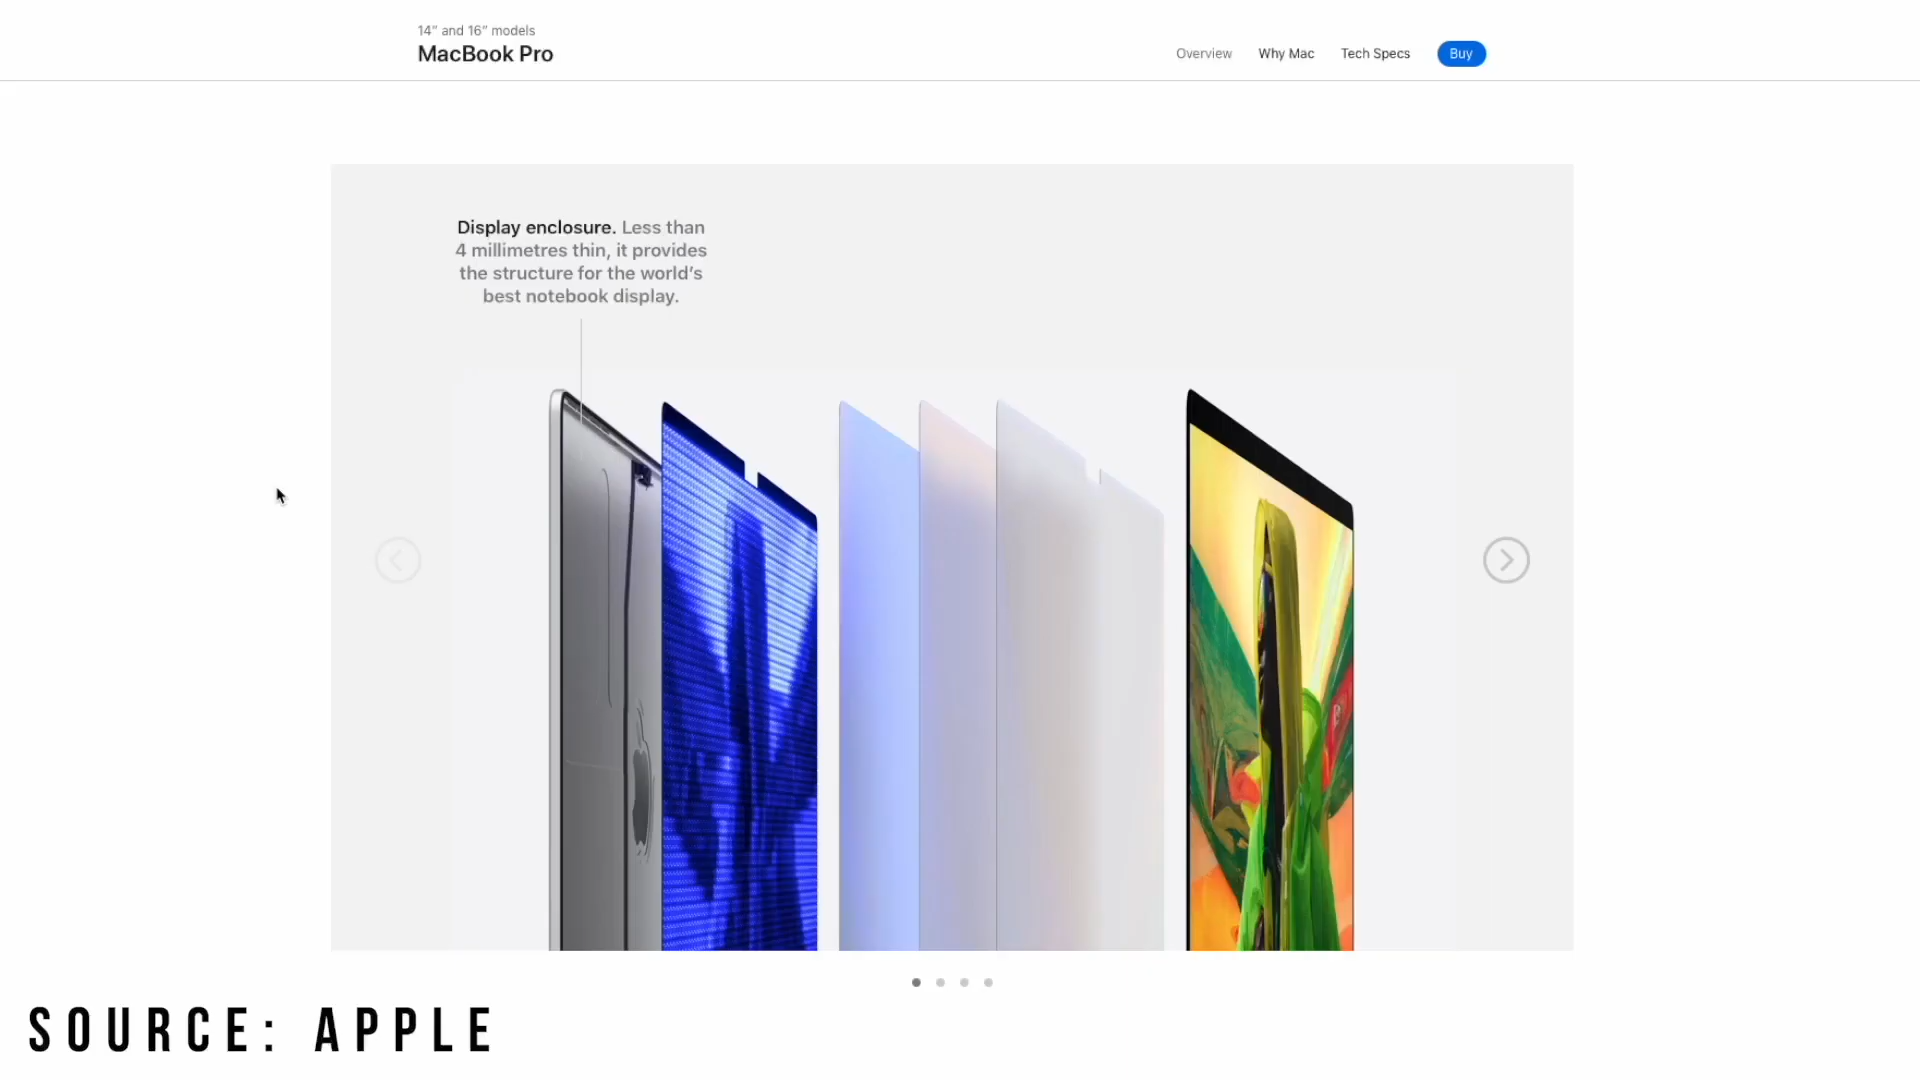 14” and 16” models
MacBook Pro
Overview
Why Mac
Tech Specs
Buy
Display enclosure. Less than
4 millimetres thin, it provides
the structure for the world’s
best notebook display.
SOURCE: APPLE